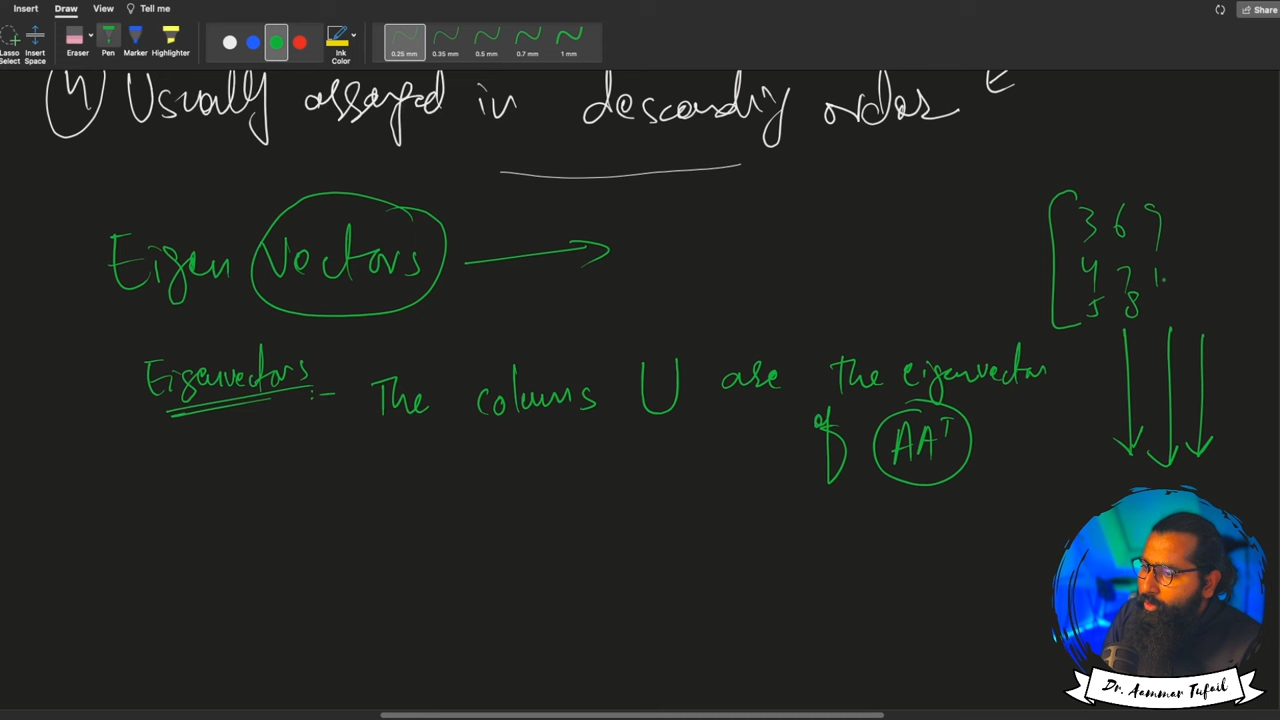 Insert Draw View Tell me Share
Lasso Select Insert Space Eraser Pen Marker Highlighter Ink Color 0.25 mm 0.35 mm 0.5 mm 0.7 mm 1 mm
(4) Usually arranged in descending order Σ
Eigen Vectors
3 6 9
4 7 1
5 8
Eigenvectors :- The colums U are the eigenvector
of AAᵀ
Dr. Aammar Tufail